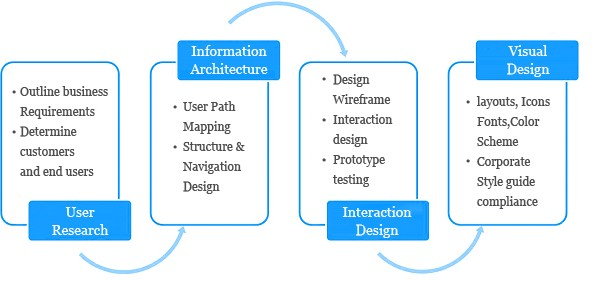 • Outline business
Requirements
• Determine
customers
and end users
User
Research
Information
Architecture
• User Path
Mapping
• Structure &
Navigation
Design
• Design
Wireframe
• Interaction
design
• Prototype
testing
Interaction
Design
Visual
Design
• layouts, Icons
Fonts,Color
Scheme
• Corporate
Style guide
compliance